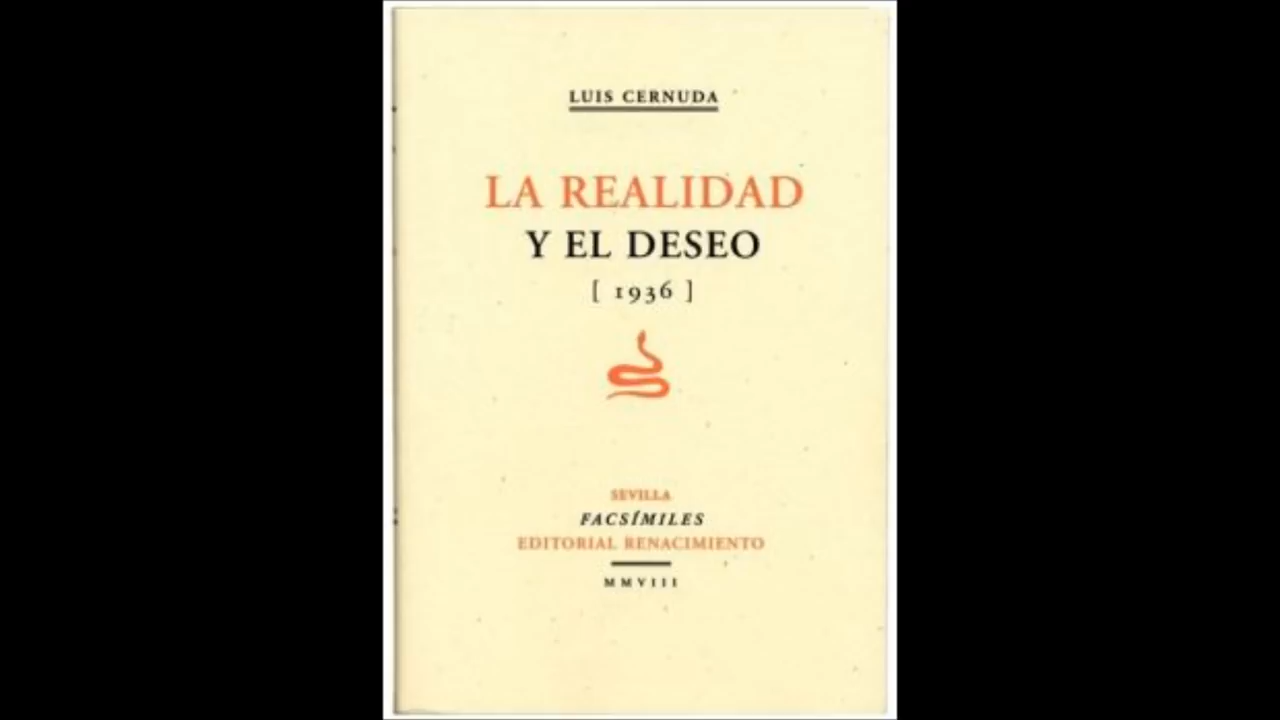 LUIS CERNUDA
LA REALIDAD
Y EL DESEO
[ 1936 ]
SEVILLA
FACSÍMILES
EDITORIAL RENACIMIENTO
MMVIII